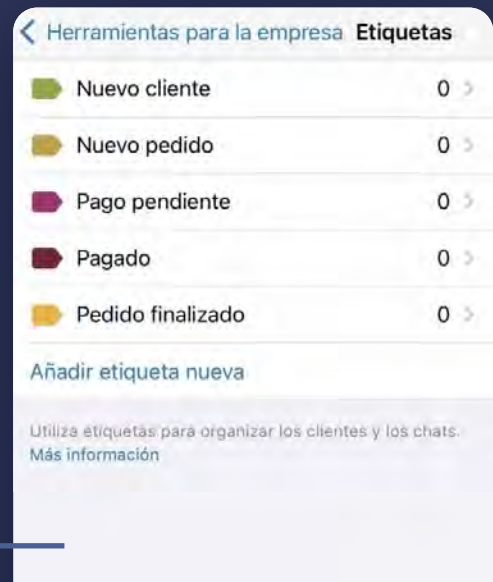 Herramientas para la empresa Etiquetas
Nuevo cliente 0
Nuevo pedido 0
Pago pendiente 0
Pagado 0
Pedido finalizado 0
Añadir etiqueta nueva
Utiliza etiquetas para organizar los clientes y los chats.
Más información